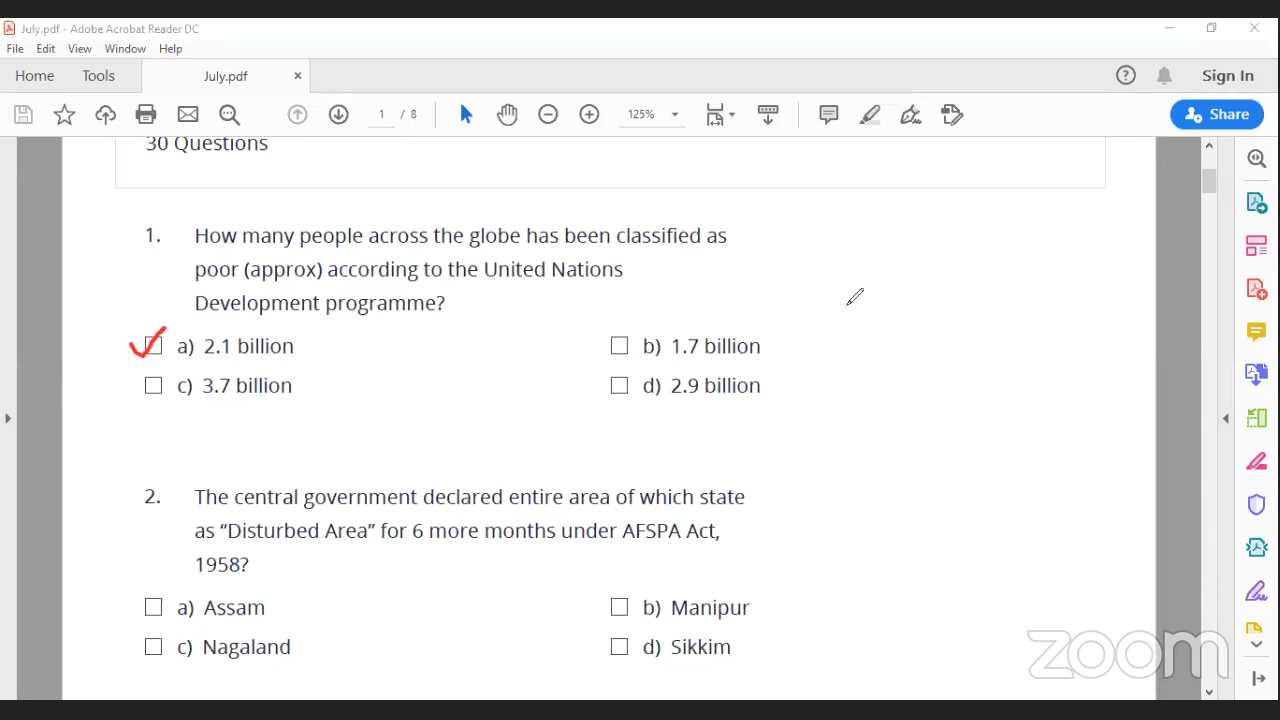 July.pdf - Adobe Acrobat Reader DC
File Edit View Window Help
Home Tools July.pdf × Sign In
1 / 8 125% Share
30 Questions
1. How many people across the globe has been classified as
poor (approx) according to the United Nations
Development programme?
a) 2.1 billion b) 1.7 billion
c) 3.7 billion d) 2.9 billion
2. The central government declared entire area of which state
as “Disturbed Area” for 6 more months under AFSPA Act,
1958?
a) Assam b) Manipur
c) Nagaland d) Sikkim
zoom